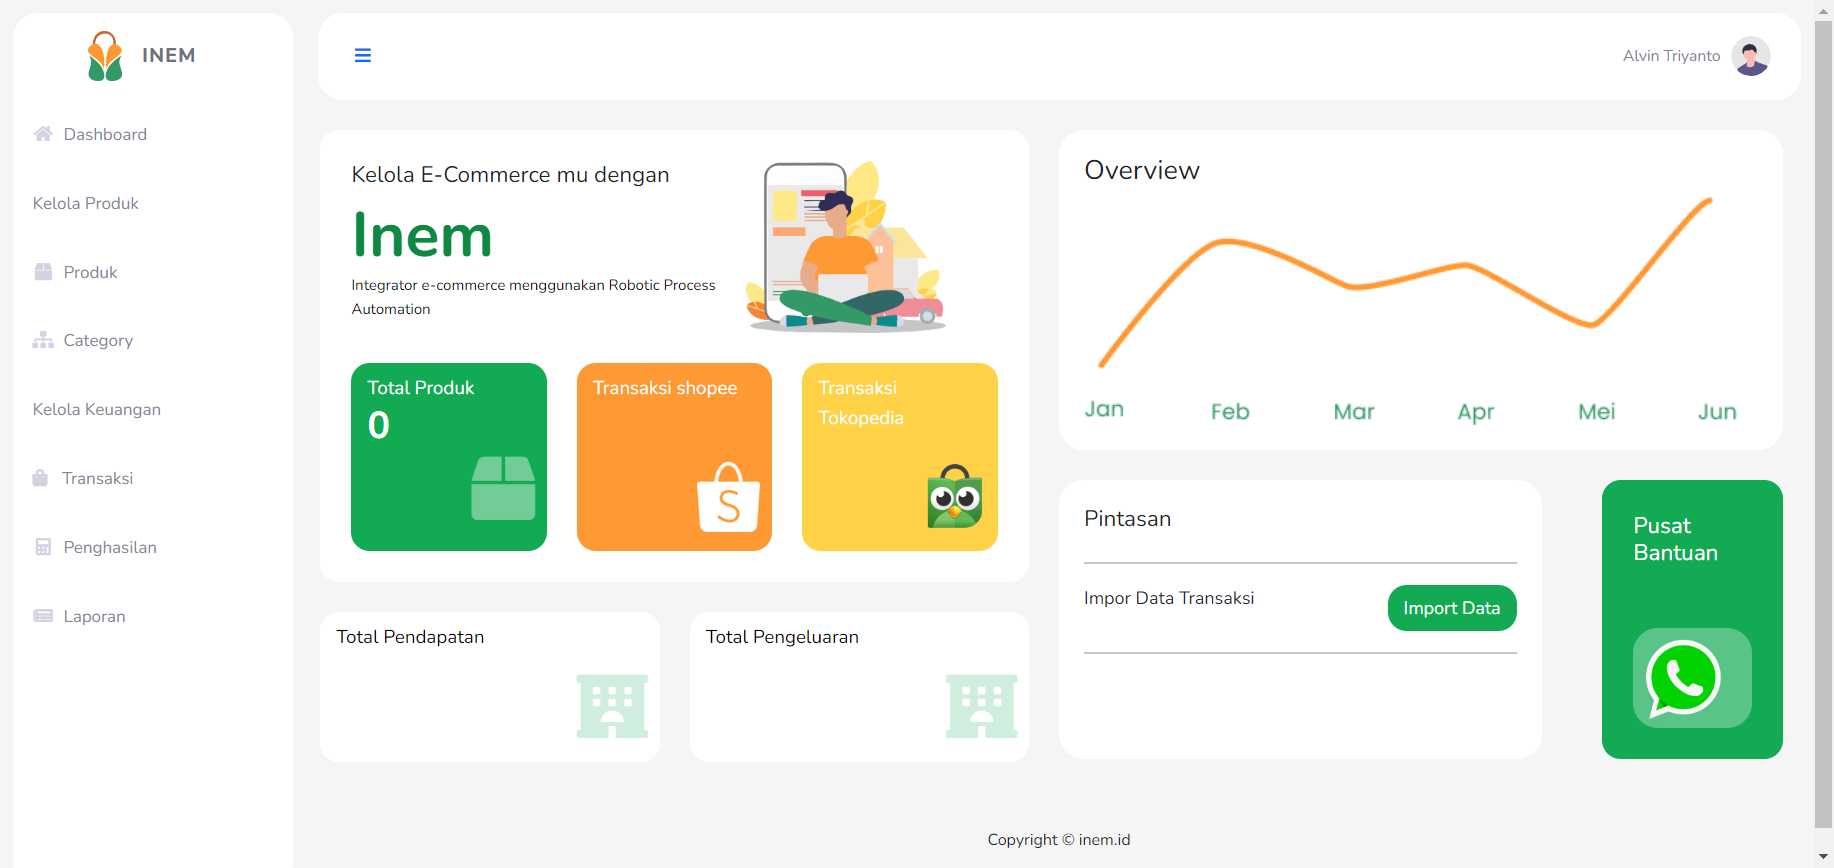 INEM
Dashboard
Kelola Produk
Produk
Category
Kelola Keuangan
Transaksi
Penghasilan
Laporan
Alvin Triyanto
Kelola E-Commerce mu dengan
Inem
Integrator e-commerce menggunakan Robotic Process
Automation
Total Produk
0
Transaksi shopee
S
Transaksi
Tokopedia
Total Pendapatan
Total Pengeluaran
Overview
Jan Feb Mar Apr Mei Jun
Pintasan
Impor Data Transaksi
Import Data
Pusat
Bantuan
Copyright © inem.id